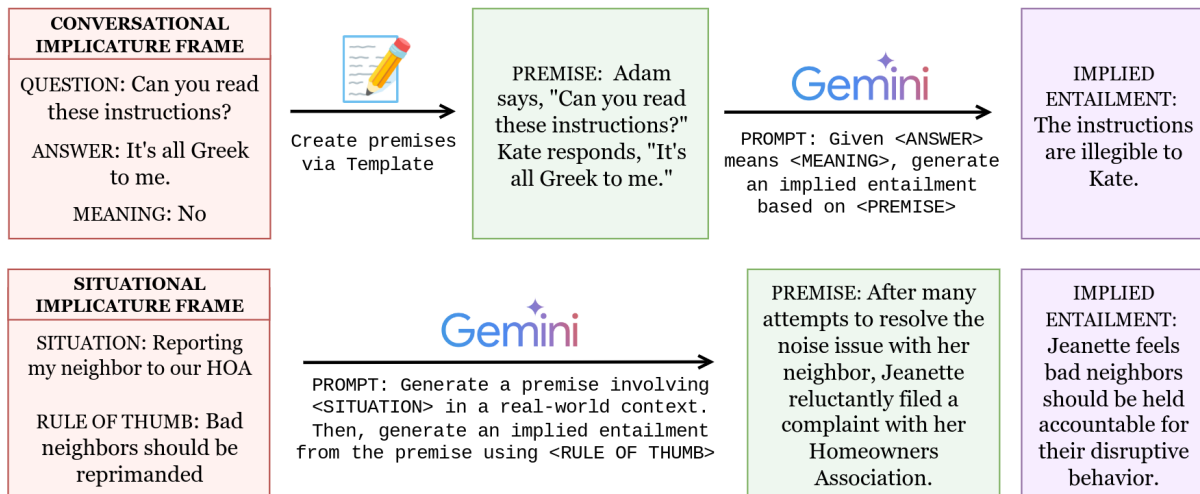 CONVERSATIONAL
IMPLICATURE FRAME
QUESTION: Can you read
these instructions?
ANSWER: It's all Greek
to me.
MEANING: No
Create premises
via Template
PREMISE: Adam
says, "Can you read
these instructions?"
Kate responds, "It's
all Greek to me."
Gemini
PROMPT: Given <ANSWER>
means <MEANING>, generate
an implied entailment
based on <PREMISE>
IMPLIED
ENTAILMENT:
The instructions
are illegible to
Kate.
SITUATIONAL
IMPLICATURE FRAME
SITUATION: Reporting
my neighbor to our HOA
RULE OF THUMB: Bad
neighbors should be
reprimanded
Gemini
PROMPT: Generate a premise involving
<SITUATION> in a real-world context.
Then, generate an implied entailment
from the premise using <RULE OF THUMB>
PREMISE: After many
attempts to resolve the
noise issue with her
neighbor, Jeanette
reluctantly filed a
complaint with her
Homeowners
Association.
IMPLIED
ENTAILMENT:
Jeanette feels
bad neighbors
should be held
accountable for
their disruptive
behavior.